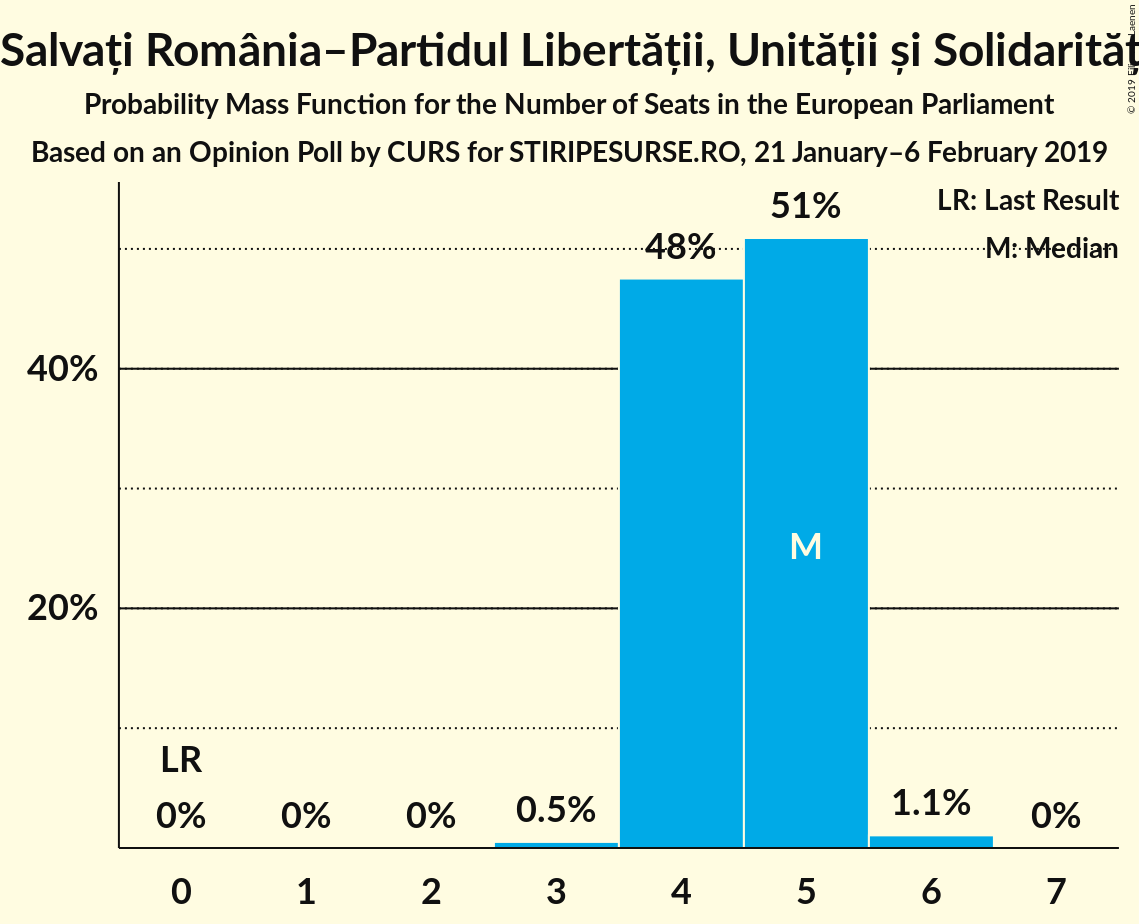 Salvați România–Partidul Libertății, Unității și Solidarităț
Probability Mass Function for the Number of Seats in the European Parliament
Based on an Opinion Poll by CURS for STIRIPESURSE.RO, 21 January–6 February 2019
© 2019
LR: Last Result
M: Median
51%
48%
40%
M
20%
LR
0% 0% 0% 0.5% 1.1% 0%
0 1 2 3 4 5 6 7